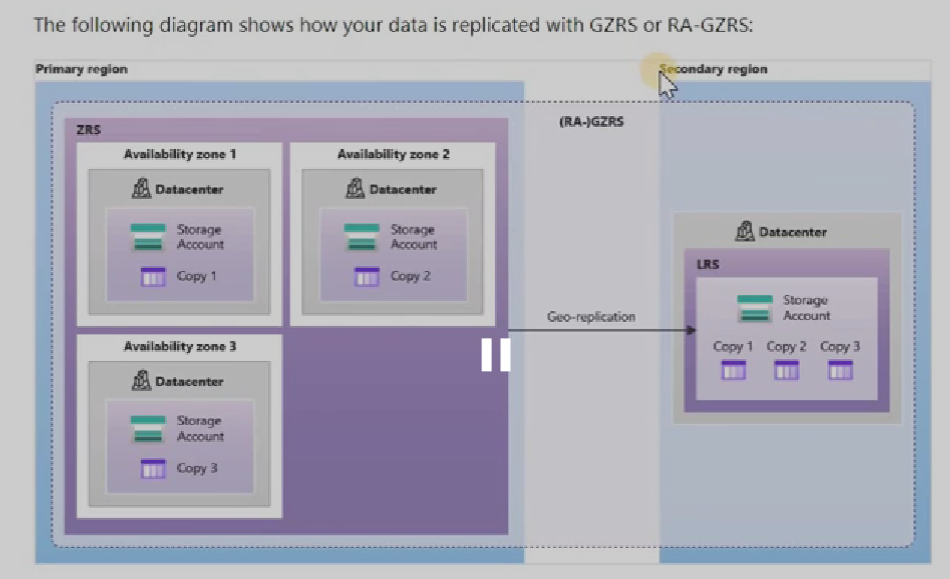 The following diagram shows how your data is replicated with GZRS or RA-GZRS:
Primary region
Secondary region
(RA-)GZRS
ZRS
Availability zone 1
Datacenter
Storage
Account
Copy 1
Availability zone 2
Datacenter
Storage
Account
Copy 2
Availability zone 3
Datacenter
Storage
Account
Copy 3
Geo-replication
Datacenter
LRS
Storage
Account
Copy 1 Copy 2 Copy 3